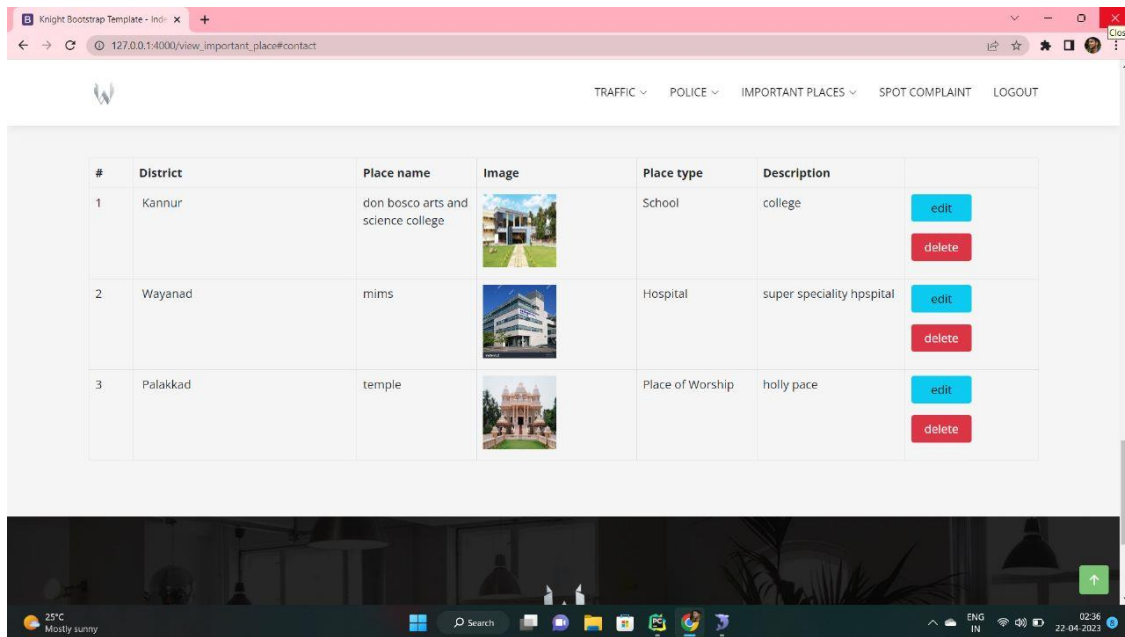 Knight Bootstrap Template - Inde
127.0.0.1:4000/view_important_place#contact
Clos
TRAFFIC POLICE IMPORTANT PLACES SPOT COMPLAINT LOGOUT
# District Place name Image Place type Description
1 Kannur don bosco arts and School college edit
science college
delete
2 Wayanad mims Hospital super speciality hpspital edit
delete
3 Palakkad temple Place of Worship holly pace edit
delete
25°C
Mostly sunny
Search
ENG
IN
02:36
22-04-2023